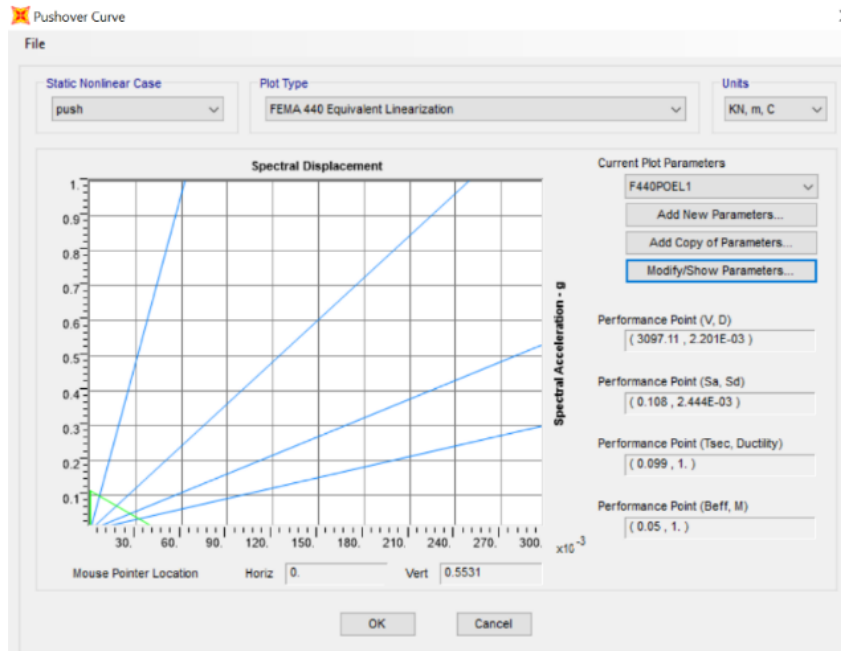 Pushover Curve
File
Static Nonlinear Case
Plot Type
Units
push
FEMA 440 Equivalent Linearization
KN, m, C
Spectral Displacement
Current Plot Parameters
F440POEL1
Add New Parameters...
Add Copy of Parameters...
Modify/Show Parameters...
1.
0.9
0.8
0.7
0.6
0.5
0.4
0.3
0.2
0.1
Spectral Acceleration - g
Performance Point (V, D)
( 3097.11 , 2.201E-03 )
Performance Point (Sa, Sd)
( 0.108 , 2.444E-03 )
Performance Point (Tsec, Ductility)
( 0.099 , 1. )
Performance Point (Beff, M)
( 0.05 , 1. )
30. 60. 90. 120. 150. 180. 210. 240. 270. 300.
x10 -3
Mouse Pointer Location Horiz 0. Vert 0.5531
OK Cancel